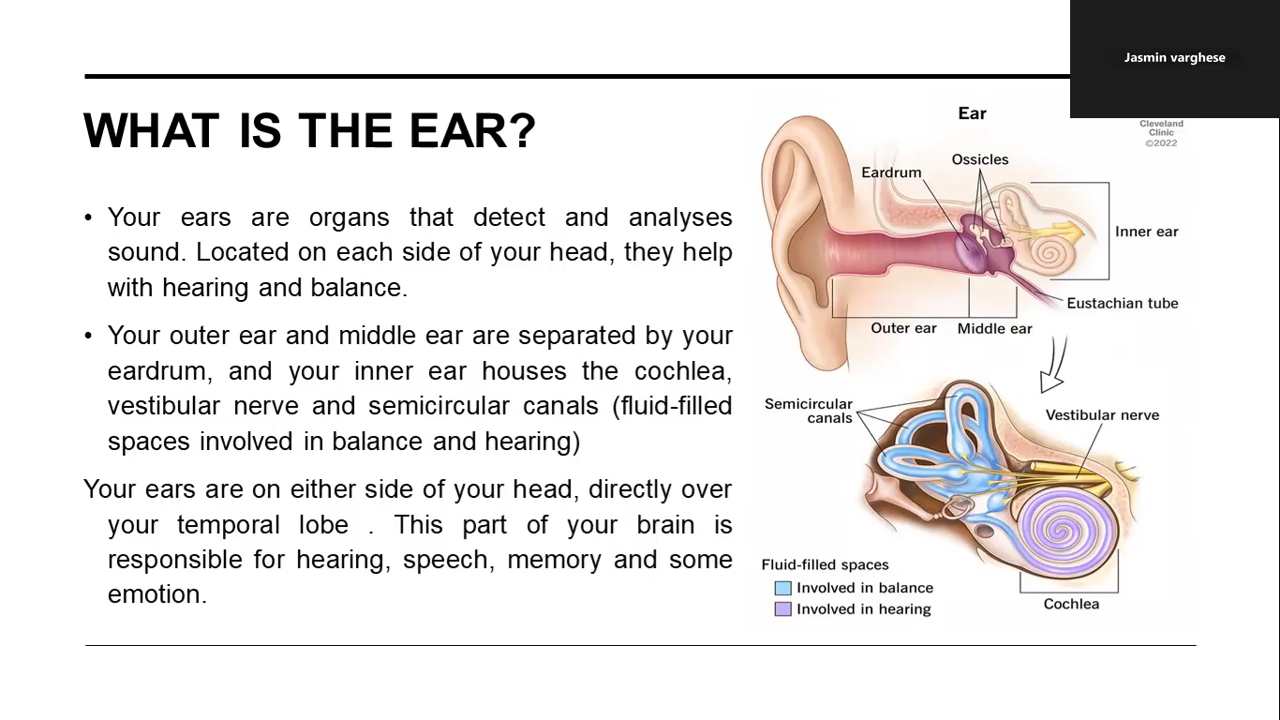 Jasmin varghese
WHAT IS THE EAR?
• Your ears are organs that detect and analyses
sound. Located on each side of your head, they help
with hearing and balance.
• Your outer ear and middle ear are separated by your
eardrum, and your inner ear houses the cochlea,
vestibular nerve and semicircular canals (fluid-filled
spaces involved in balance and hearing)
Your ears are on either side of your head, directly over
your temporal lobe . This part of your brain is
responsible for hearing, speech, memory and some
emotion.
Ear
Cleveland
Clinic
©2022
Ossicles
Eardrum
Inner ear
Eustachian tube
Outer ear
Middle ear
Semicircular
canals
Vestibular nerve
Fluid-filled spaces
Involved in balance
Involved in hearing
Cochlea